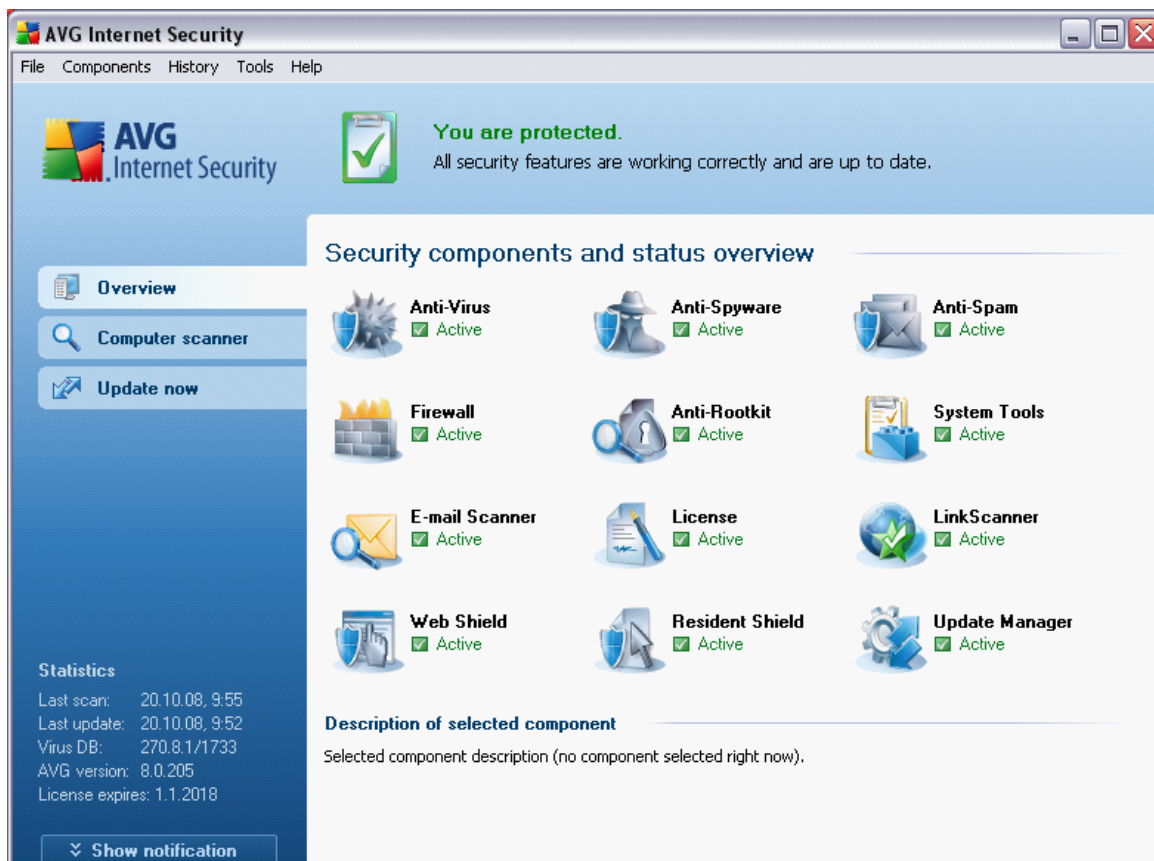 AVG Internet Security
File Components History Tools Help
AVG
Internet Security
You are protected.
All security features are working correctly and are up to date.
Overview
Computer scanner
Update now
Security components and status overview
Anti-Virus
Active
Anti-Spyware
Active
Anti-Spam
Active
Firewall
Active
Anti-Rootkit
Active
System Tools
Active
E-mail Scanner
Active
License
Active
LinkScanner
Active
Web Shield
Active
Resident Shield
Active
Update Manager
Active
Statistics
Last scan: 20.10.08, 9:55
Last update: 20.10.08, 9:52
Virus DB: 270.8.1/1733
AVG version: 8.0.205
License expires: 1.1.2018
Show notification
Description of selected component
Selected component description (no component selected right now).